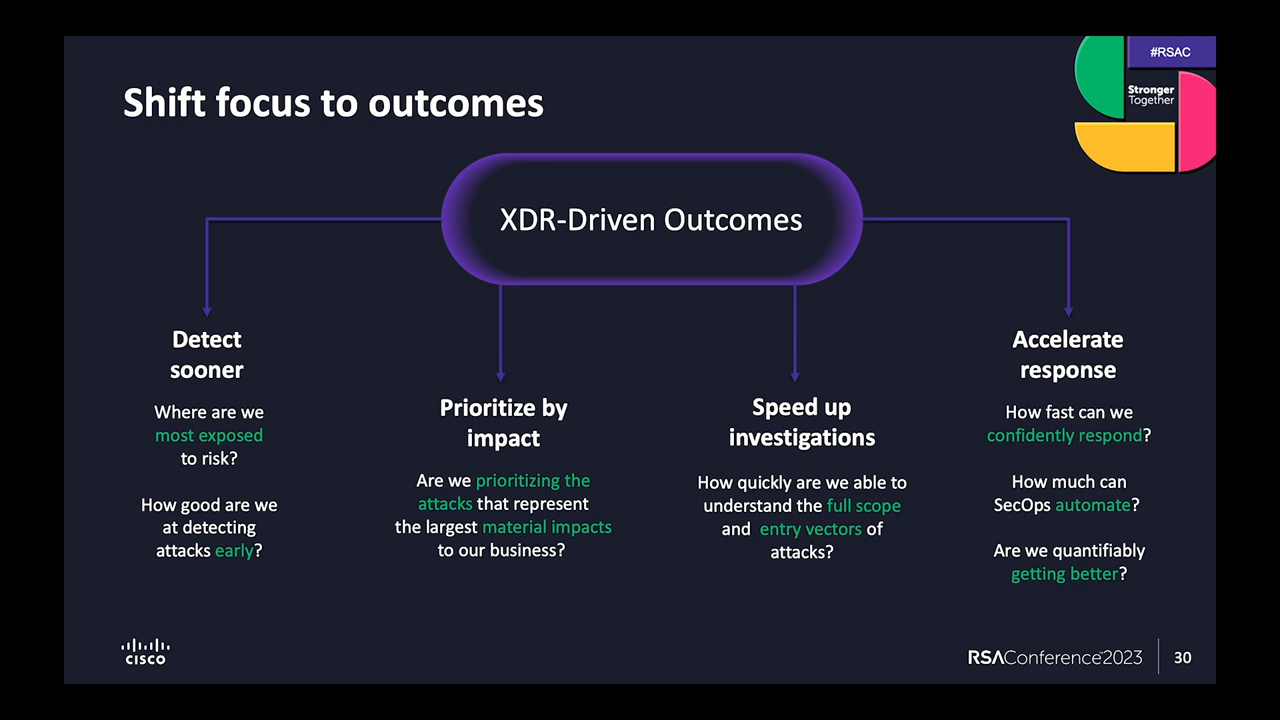 #RSAC
Stronger
Together
Shift focus to outcomes
XDR-Driven Outcomes
Detect
sooner
Where are we
most exposed
to risk?
How good are we
at detecting
attacks early?
Prioritize by
impact
Are we prioritizing the
attacks that represent
the largest material impacts
to our business?
Speed up
investigations
How quickly are we able to
understand the full scope
and entry vectors of
attacks?
Accelerate
response
How fast can we
confidently respond?
How much can
SecOps automate?
Are we quantifiably
getting better?
CISCO
RSAConference™2023
30